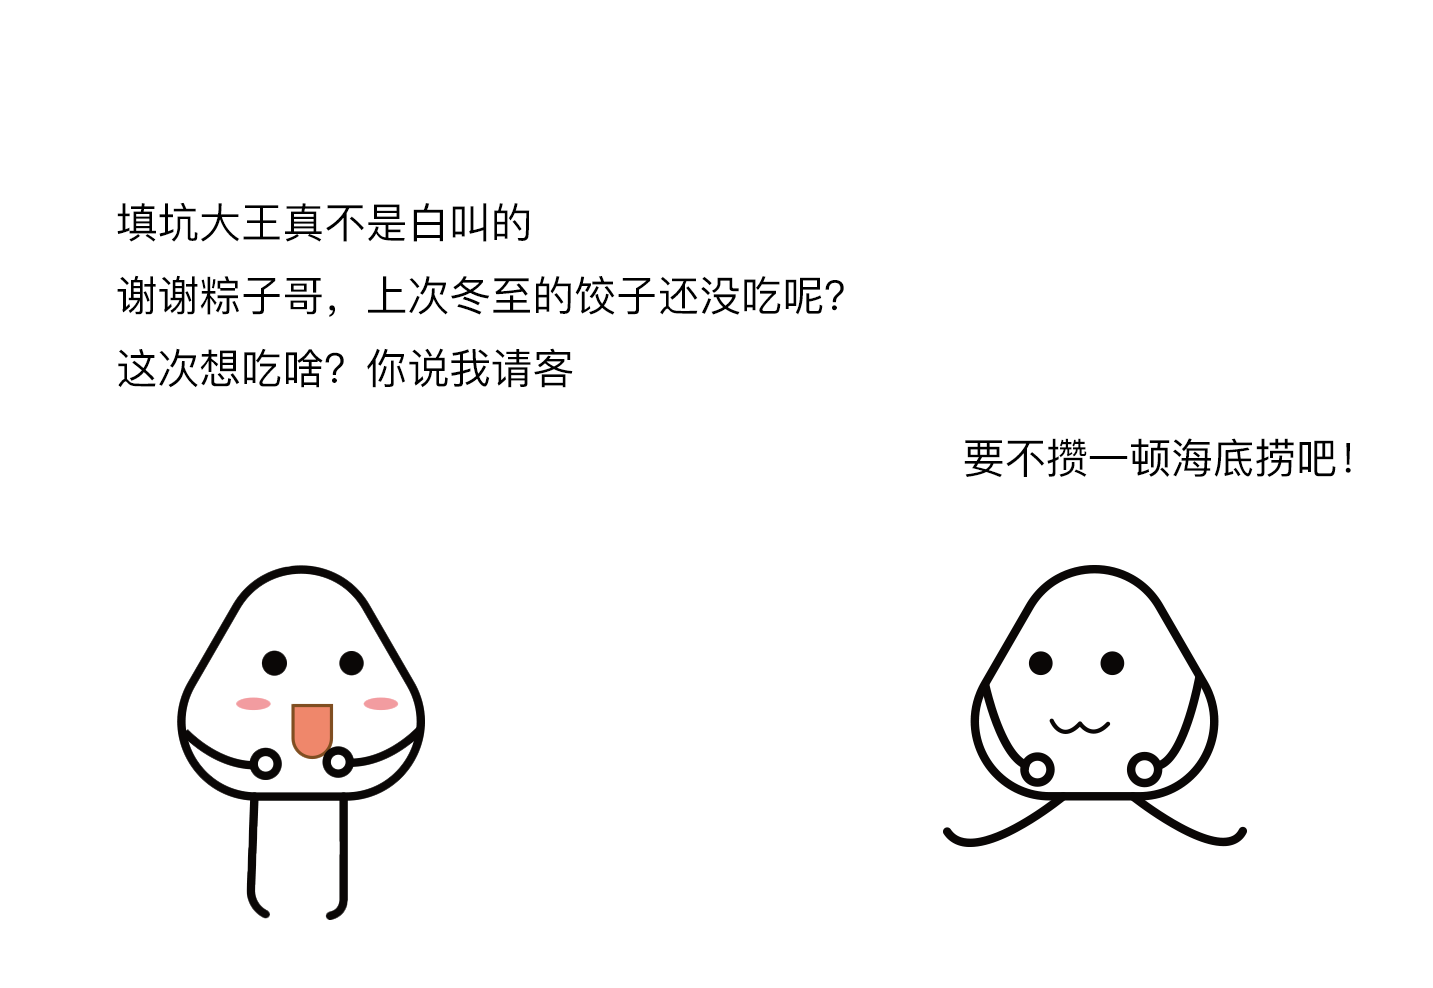 填坑大王真不是白叫的
谢谢粽子哥，上次冬至的饺子还没吃呢？
这次想吃啥？你说我请客
要不攒一顿海底捞吧！